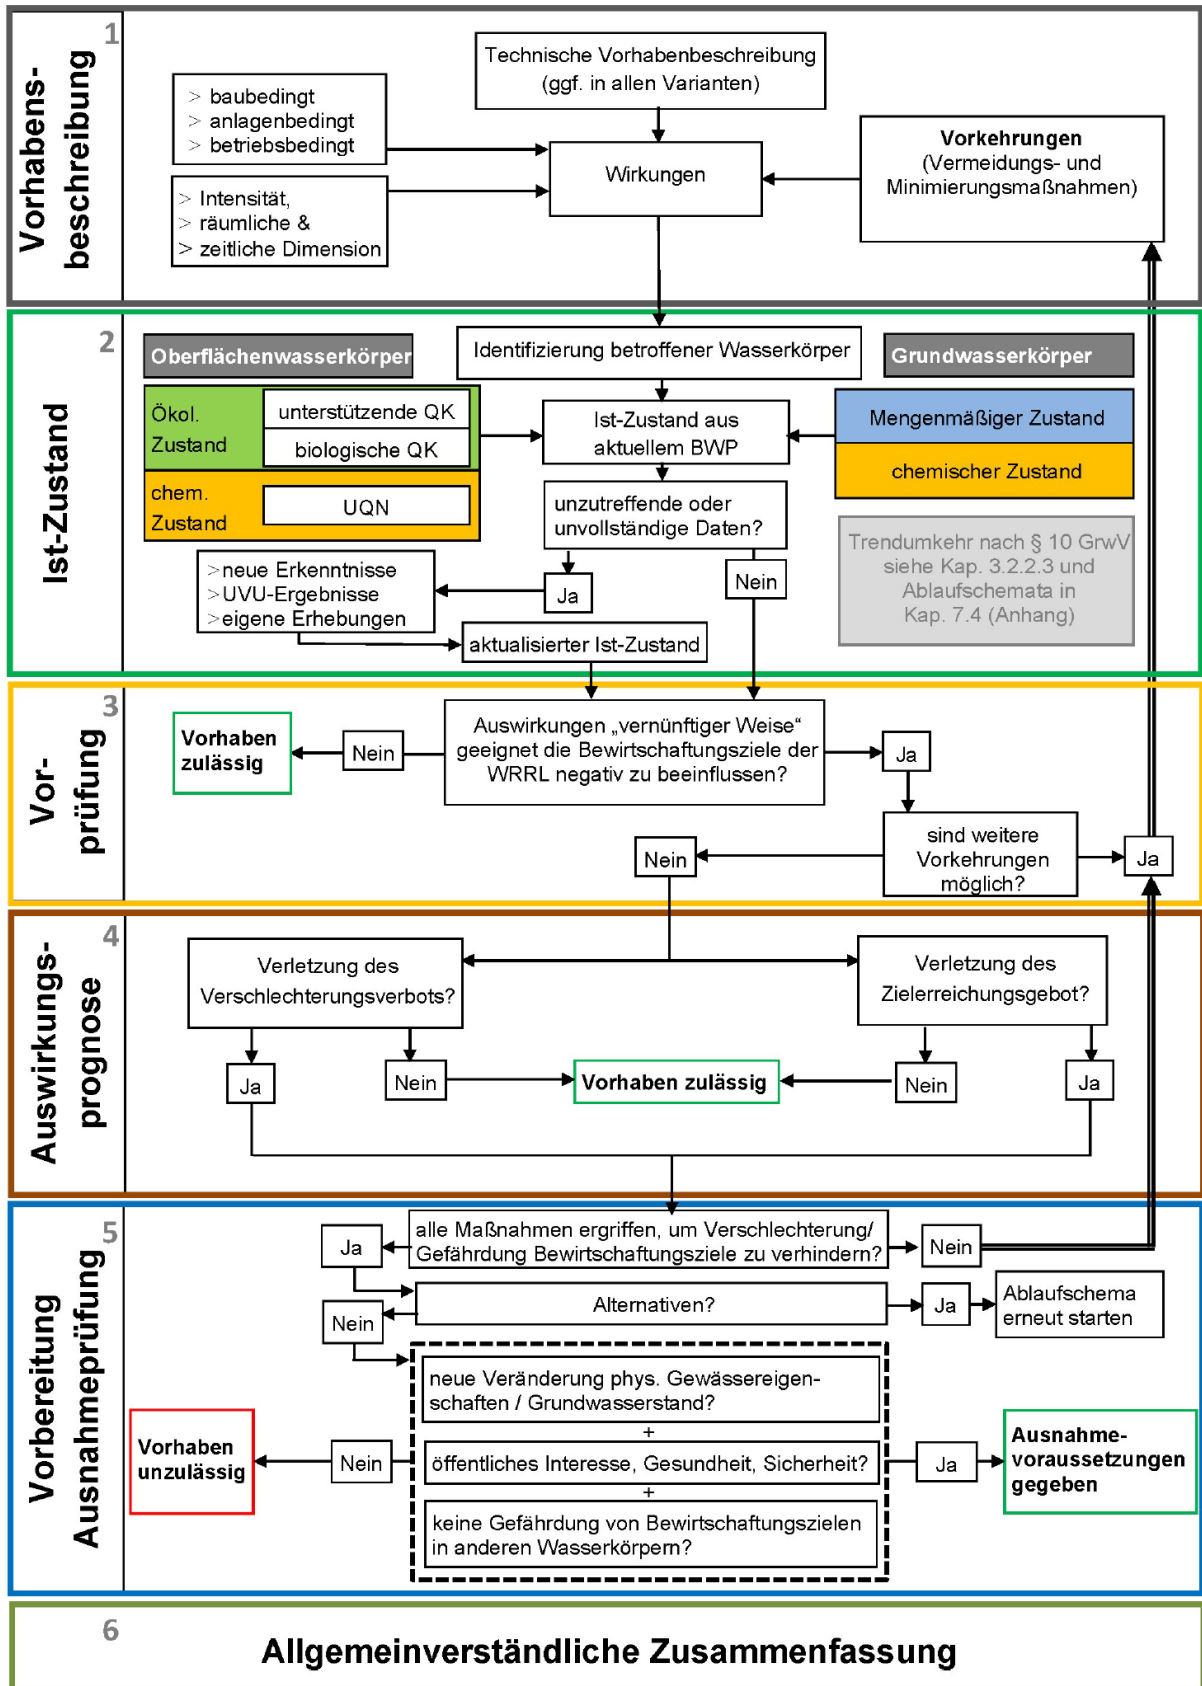 1
Vorhabens-
beschreibung
Technische Vorhabenbeschreibung
(ggf. in allen Varianten)
> baubedingt
> anlagenbedingt
> betriebsbedingt
> Intensität,
> räumliche &
> zeitliche Dimension
Wirkungen
Vorkehrungen
(Vermeidungs- und
Minimierungsmaßnahmen)
2
Ist-Zustand
Oberflächenwasserkörper
Identifizierung betroffener Wasserkörper
Grundwasserkörper
Ökol.
Zustand
unterstützende QK
biologische QK
chem.
Zustand
UQN
Ist-Zustand aus
aktuellem BWP
Mengenmäßiger Zustand
chemischer Zustand
unzutreffende oder
unvollständige Daten?
Trendumkehr nach § 10 GrwV
siehe Kap. 3.2.2.3 und
Ablaufschemata in
Kap. 7.4 (Anhang)
>neue Erkenntnisse
>UVU-Ergebnisse
>eigene Erhebungen
Ja
Nein
aktualisierter Ist-Zustand
3
Vor-
prüfung
Vorhaben
zulässig
Nein
Auswirkungen „vernünftiger Weise“
geeignet die Bewirtschaftungsziele der
WRRL negativ zu beeinflussen?
Ja
Nein
sind weitere
Vorkehrungen
möglich?
Ja
4
Auswirkungs-
prognose
Verletzung des
Verschlechterungsverbots?
Verletzung des
Zielerreichungsgebot?
Ja
Nein
Vorhaben zulässig
Nein
Ja
5
Vorbereitung
Ausnahmeprüfung
Ja
alle Maßnahmen ergriffen, um Verschlechterung/
Gefährdung Bewirtschaftungsziele zu verhindern?
Nein
Nein
Alternativen?
Ja
Ablaufschema
erneut starten
neue Veränderung phys. Gewässereigen-
schaften / Grundwasserstand?
+
Vorhaben
unzulässig
Nein
öffentliches Interesse, Gesundheit, Sicherheit?
Ja
Ausnahme-
voraussetzungen
gegeben
+
keine Gefährdung von Bewirtschaftungszielen
in anderen Wasserkörpern?
6
Allgemeinverständliche Zusammenfassung